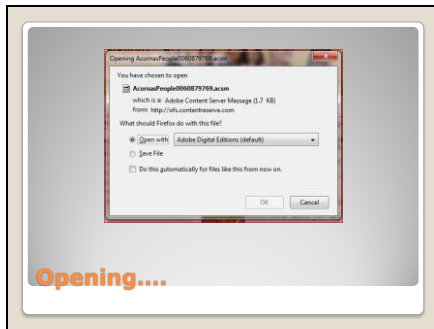 Opening AcornasPeople0060879769.acsm
You have chosen to open
AcornasPeople0060879769.acsm
which is a: Adobe Content Server Message (1.7 KB)
from: http://ofs.contentreserve.com
What should Firefox do with this file?
Open with Adobe Digital Editions (default)
Save File
Do this automatically for files like this from now on.
OK Cancel
Opening....